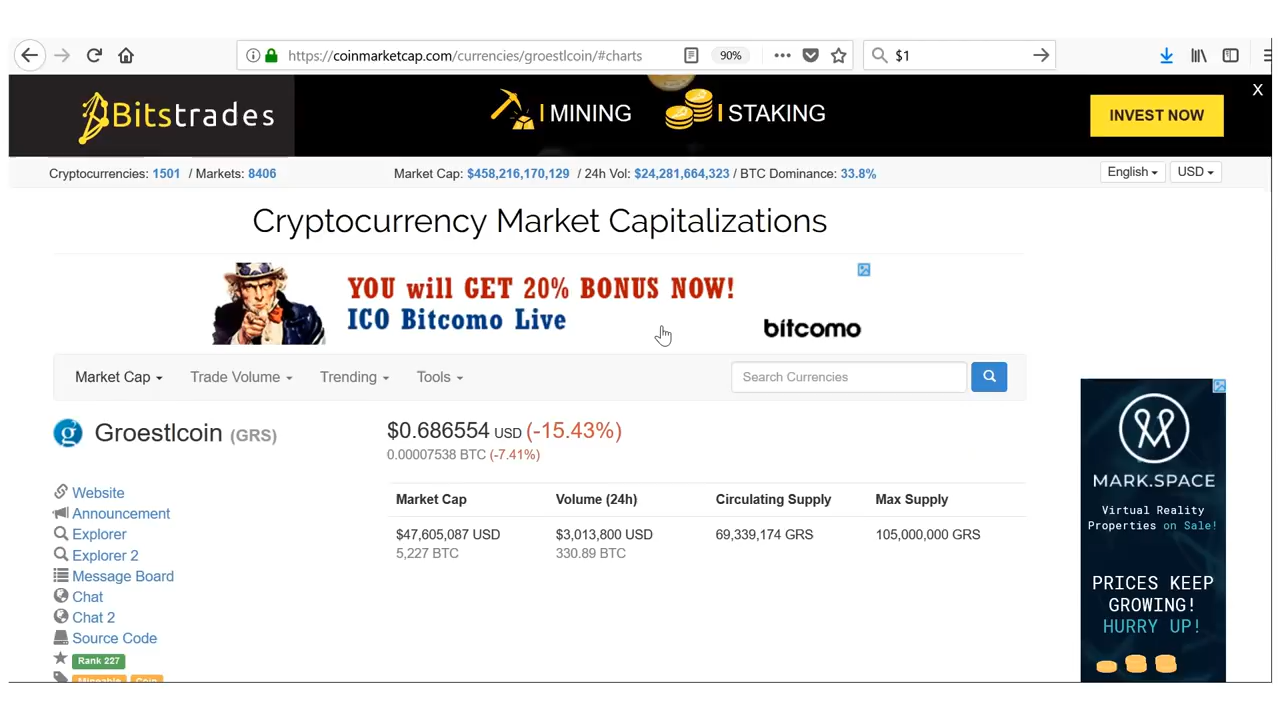 https://coinmarketcap.com/currencies/groestlcoin/#charts
90%
$1
Bitstrades
MINING
STAKING
INVEST NOW
X
Cryptocurrencies: 1501 / Markets: 8406
Market Cap: $458,216,170,129 / 24h Vol: $24,281,664,323 / BTC Dominance: 33.8%
English
USD
Cryptocurrency Market Capitalizations
YOU will GET 20% BONUS NOW!
ICO Bitcomo Live
bitcomo
Market Cap
Trade Volume
Trending
Tools
Search Currencies
Groestlcoin (GRS)
$0.686554 USD (-15.43%)
0.00007538 BTC (-7.41%)
Market Cap Volume (24h) Circulating Supply Max Supply
$47,605,087 USD $3,013,800 USD 69,339,174 GRS 105,000,000 GRS
5,227 BTC 330.89 BTC
Website
Announcement
Explorer
Explorer 2
Message Board
Chat
Chat 2
Source Code
Rank 227
Mineable Coin
MARK.SPACE
Virtual Reality
Properties on Sale!
PRICES KEEP
GROWING!
HURRY UP!